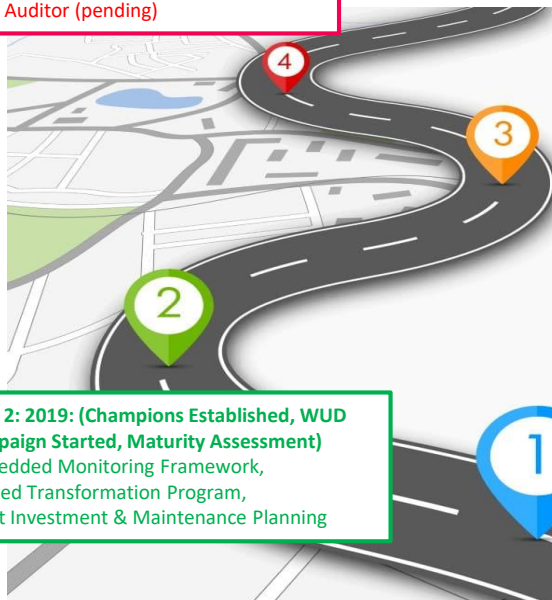 Auditor (pending)
4
3
2
2: 2019: (Champions Established, WUD
paign Started, Maturity Assessment)
edded Monitoring Framework,
ed Transformation Program,
t Investment & Maintenance Planning
1